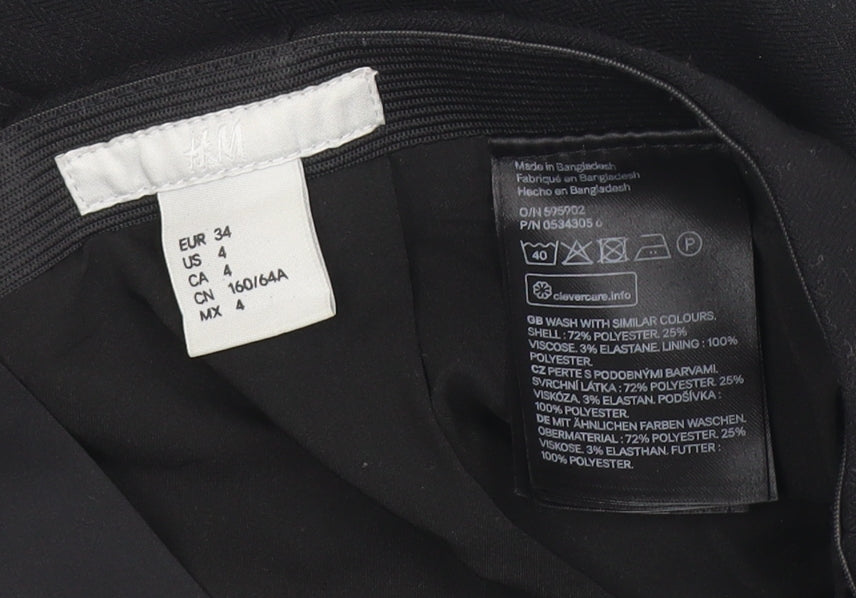 H&M
EUR 34
US 4
CA 4
CN 160/64A
MX 4
Made in Bangladesh
Fabriqué en Bangladesh
Hecho en Bangladesh
O/N 595902
P/N 0534305 6
40
P
clevercare.info
GB WASH WITH SIMILAR COLOURS.
SHELL : 72% POLYESTER. 25%
VISCOSE. 3% ELASTANE. LINING : 100%
POLYESTER.
CZ PERTE S PODOBNÝMI BARVAMI.
SVRCHNÍ LÁTKA : 72% POLYESTER. 25%
VISKÓZA. 3% ELASTAN. PODŠÍVKA :
100% POLYESTER.
DE MIT ÄHNLICHEN FARBEN WASCHEN.
OBERMATERIAL : 72% POLYESTER. 25%
VISKOSE. 3% ELASTHAN. FUTTER :
100% POLYESTER.